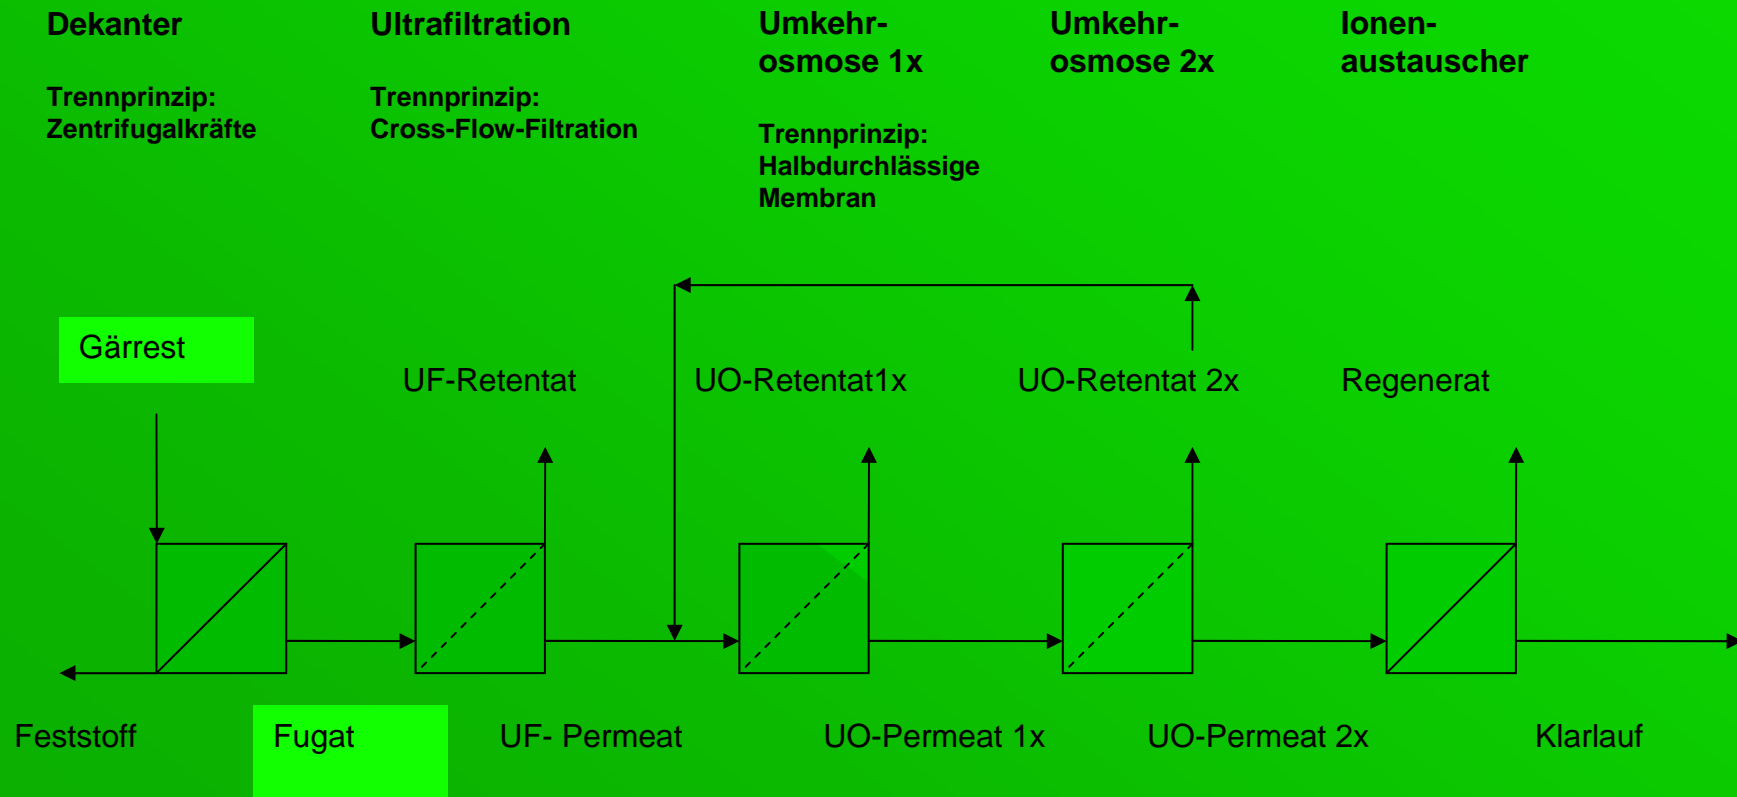 Dekanter
Trennprinzip:
Zentrifugalkräfte
Ultrafiltration
Trennprinzip:
Cross-Flow-Filtration
Umkehr-
osmose 1x
Trennprinzip:
Halbdurchlässige
Membran
Umkehr-
osmose 2x
Ionen-
austauscher
Gärrest
UF-Retentat
UO-Retentat1x
UO-Retentat 2x
Regenerat
Feststoff
Fugat
UF- Permeat
UO-Permeat 1x
UO-Permeat 2x
Klarlauf